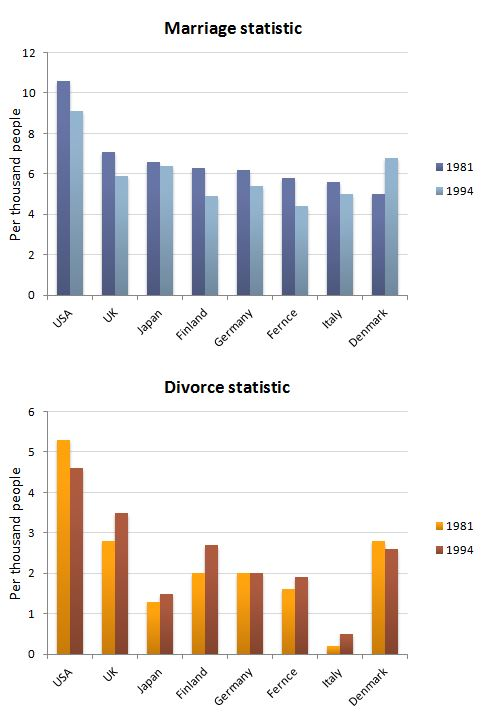 Marriage statistic
Per thousand people
12
10
8
6
4
2
0
USA
UK
Japan
Finland
Germany
Fernce
Italy
Denmark
1981
1994
Divorce statistic
Per thousand people
6
5
4
3
2
1
0
USA
UK
Japan
Finland
Germany
Fernce
Italy
Denmark
1981
1994